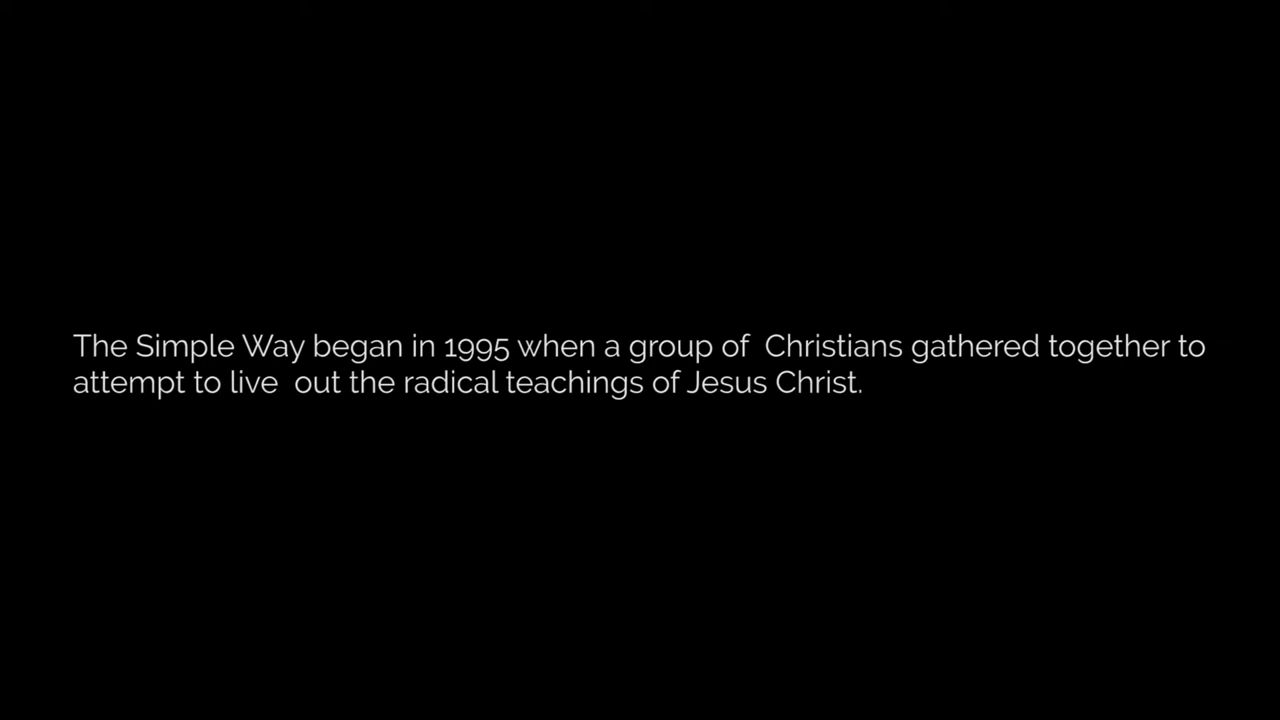 The Simple Way began in 1995 when a group of  Christians gathered together to
attempt to live  out the radical teachings of Jesus Christ.